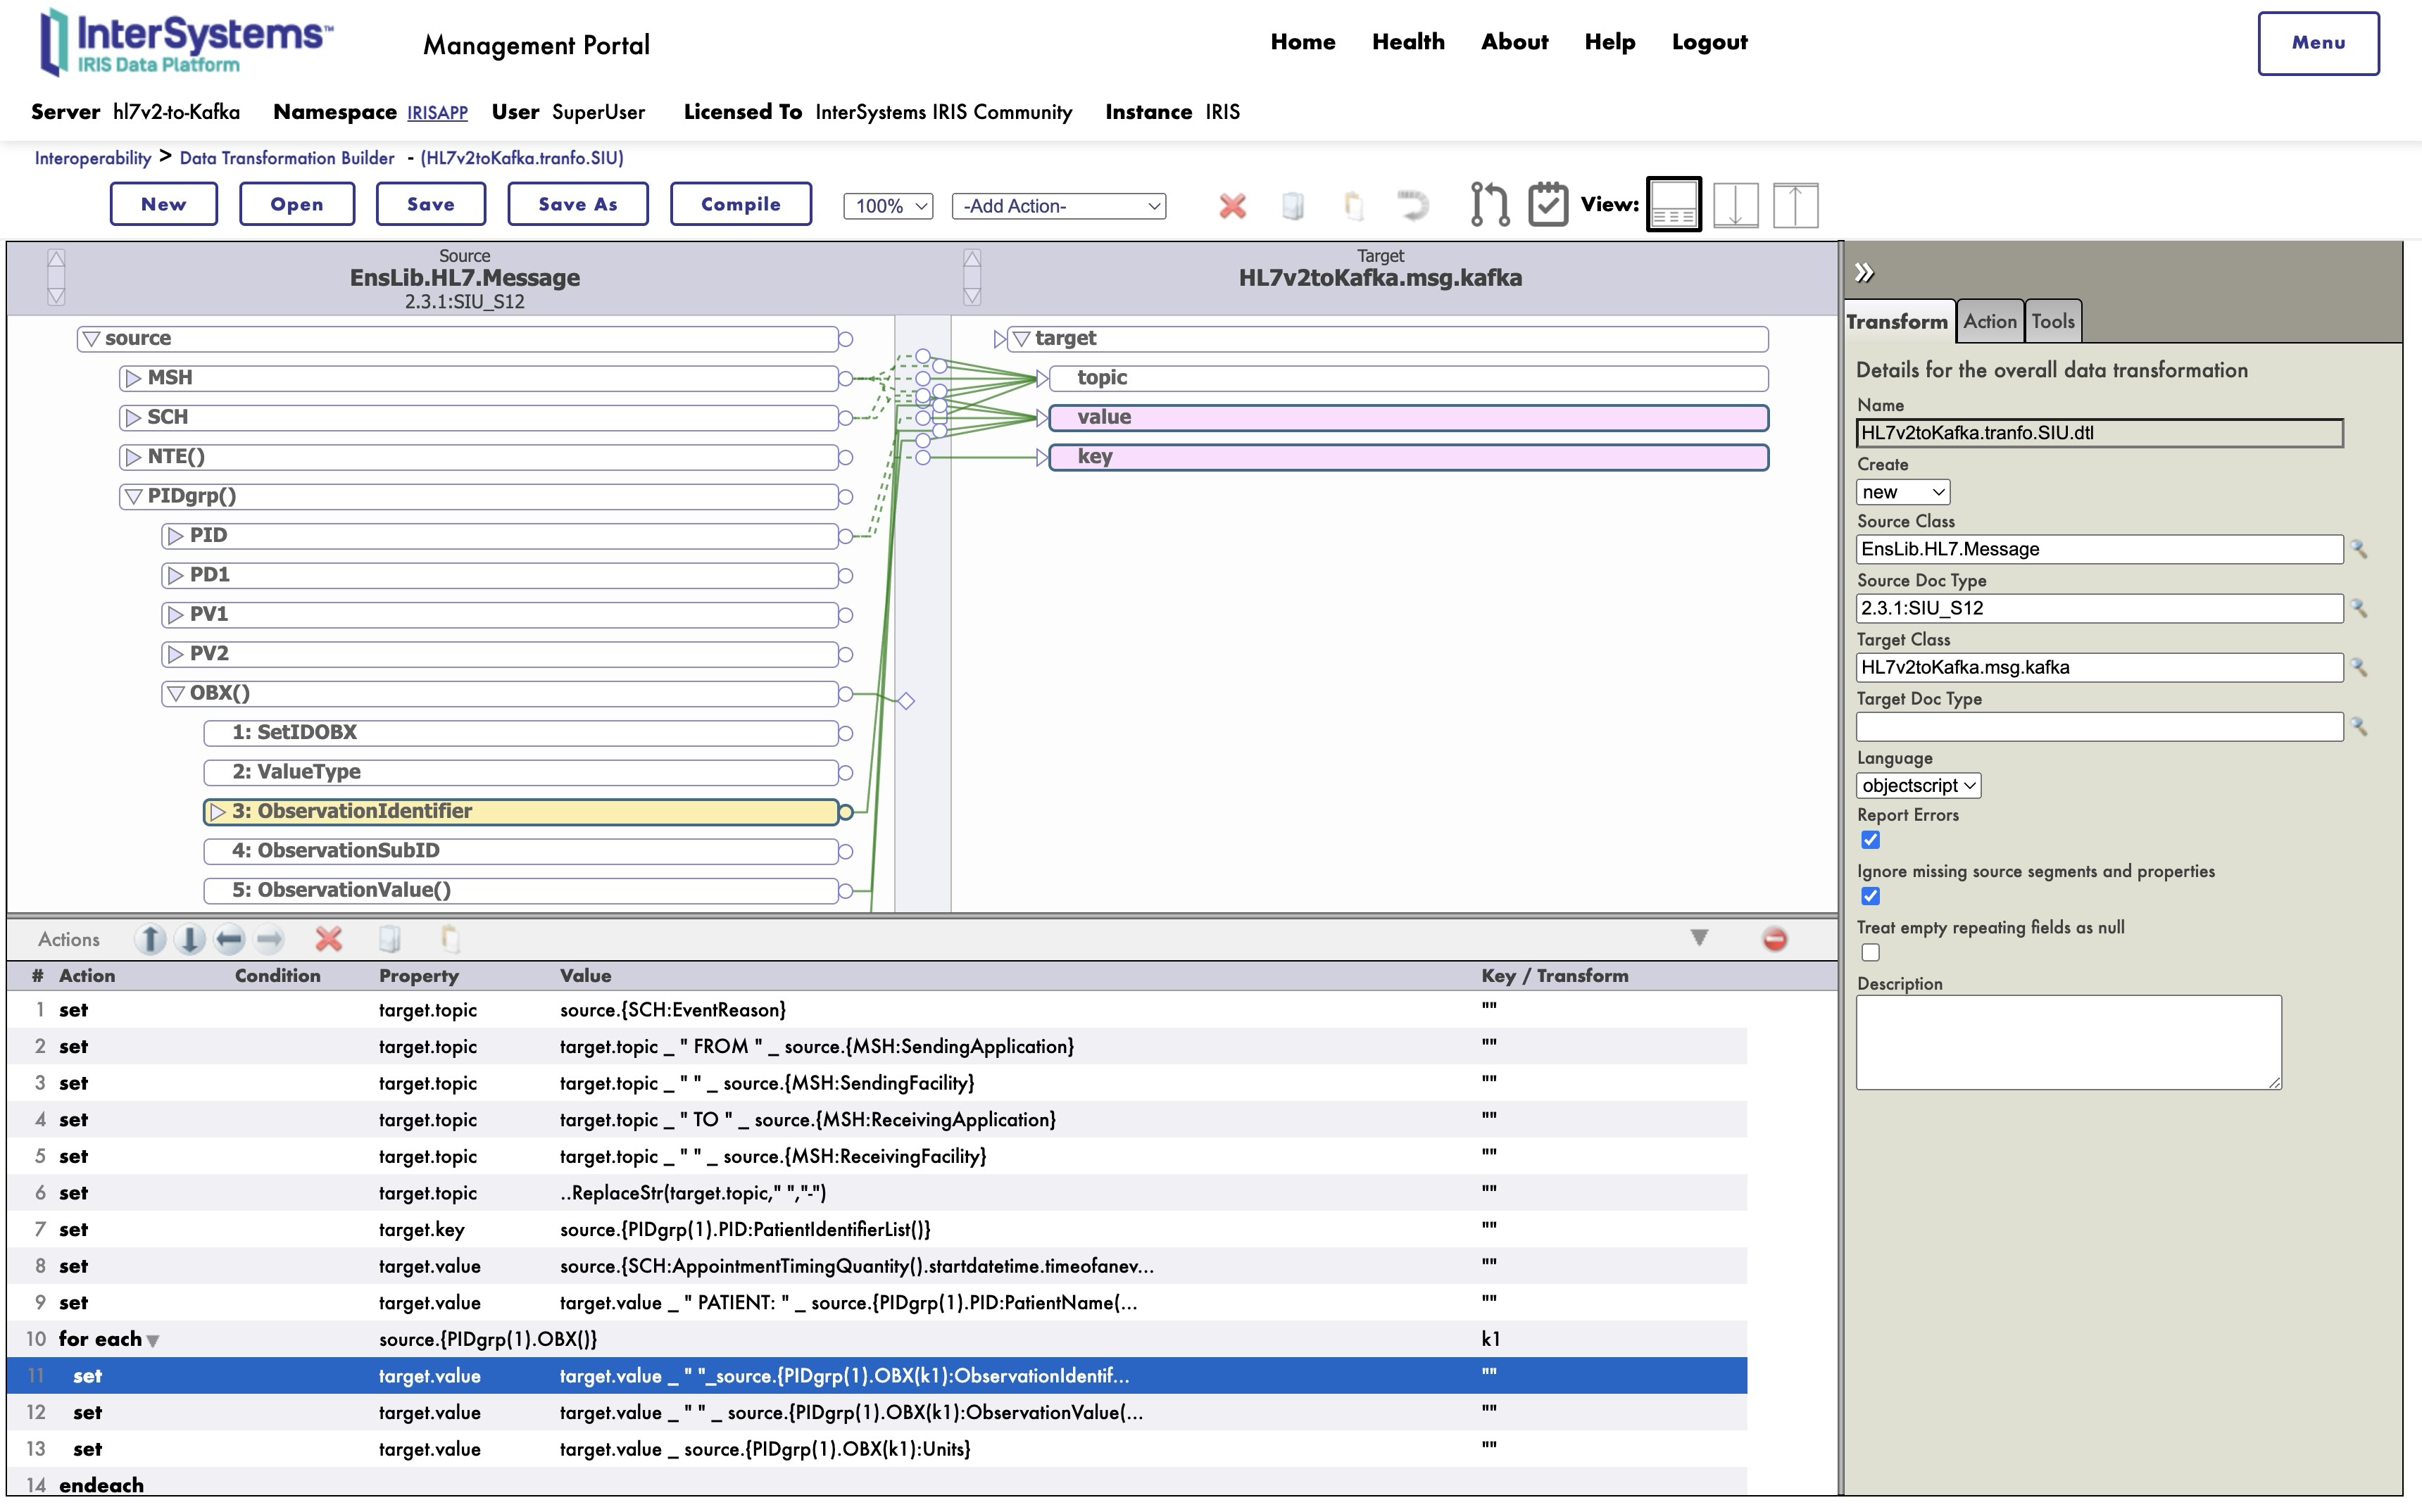 InterSystems™
IRIS Data Platform
Management Portal
Home Health About Help Logout
Menu
Server hl7v2-to-Kafka Namespace IRISAPP User SuperUser Licensed To InterSystems IRIS Community Instance IRIS
Interoperability > Data Transformation Builder - (HL7v2toKafka.tranfo.SIU)
New Open Save Save As Compile 100% -Add Action- View:
Source
EnsLib.HL7.Message
2.3.1:SIU_S12
Target
HL7v2toKafka.msg.kafka
source
MSH
SCH
NTE()
PIDgrp()
PID
PD1
PV1
PV2
OBX()
1: SetIDOBX
2: ValueType
3: ObservationIdentifier
4: ObservationSubID
5: ObservationValue()
target
topic
value
key
Transform Action Tools
Details for the overall data transformation
Name
HL7v2toKafka.tranfo.SIU.dtl
Create
new
Source Class
EnsLib.HL7.Message
Source Doc Type
2.3.1:SIU_S12
Target Class
HL7v2toKafka.msg.kafka
Target Doc Type
Language
objectscript
Report Errors
Ignore missing source segments and properties
Treat empty repeating fields as null
Description
Actions
# Action Condition Property Value Key / Transform
1 set target.topic source.{SCH:EventReason} ""
2 set target.topic target.topic _ " FROM " _ source.{MSH:SendingApplication} ""
3 set target.topic target.topic _ " " _ source.{MSH:SendingFacility} ""
4 set target.topic target.topic _ " TO " _ source.{MSH:ReceivingApplication} ""
5 set target.topic target.topic _ " " _ source.{MSH:ReceivingFacility} ""
6 set target.topic ..ReplaceStr(target.topic," ","-") ""
7 set target.key source.{PIDgrp(1).PID:PatientIdentifierList()} ""
8 set target.value source.{SCH:AppointmentTimingQuantity().startdatetime.timeofanev... ""
9 set target.value target.value _ " PATIENT: " _ source.{PIDgrp(1).PID:PatientName(... ""
10 for each source.{PIDgrp(1).OBX()} k1
11 set target.value target.value _ " "_source.{PIDgrp(1).OBX(k1):ObservationIdentif... ""
12 set target.value target.value _ " " _ source.{PIDgrp(1).OBX(k1):ObservationValue(... ""
13 set target.value target.value _ source.{PIDgrp(1).OBX(k1):Units} ""
14 endeach